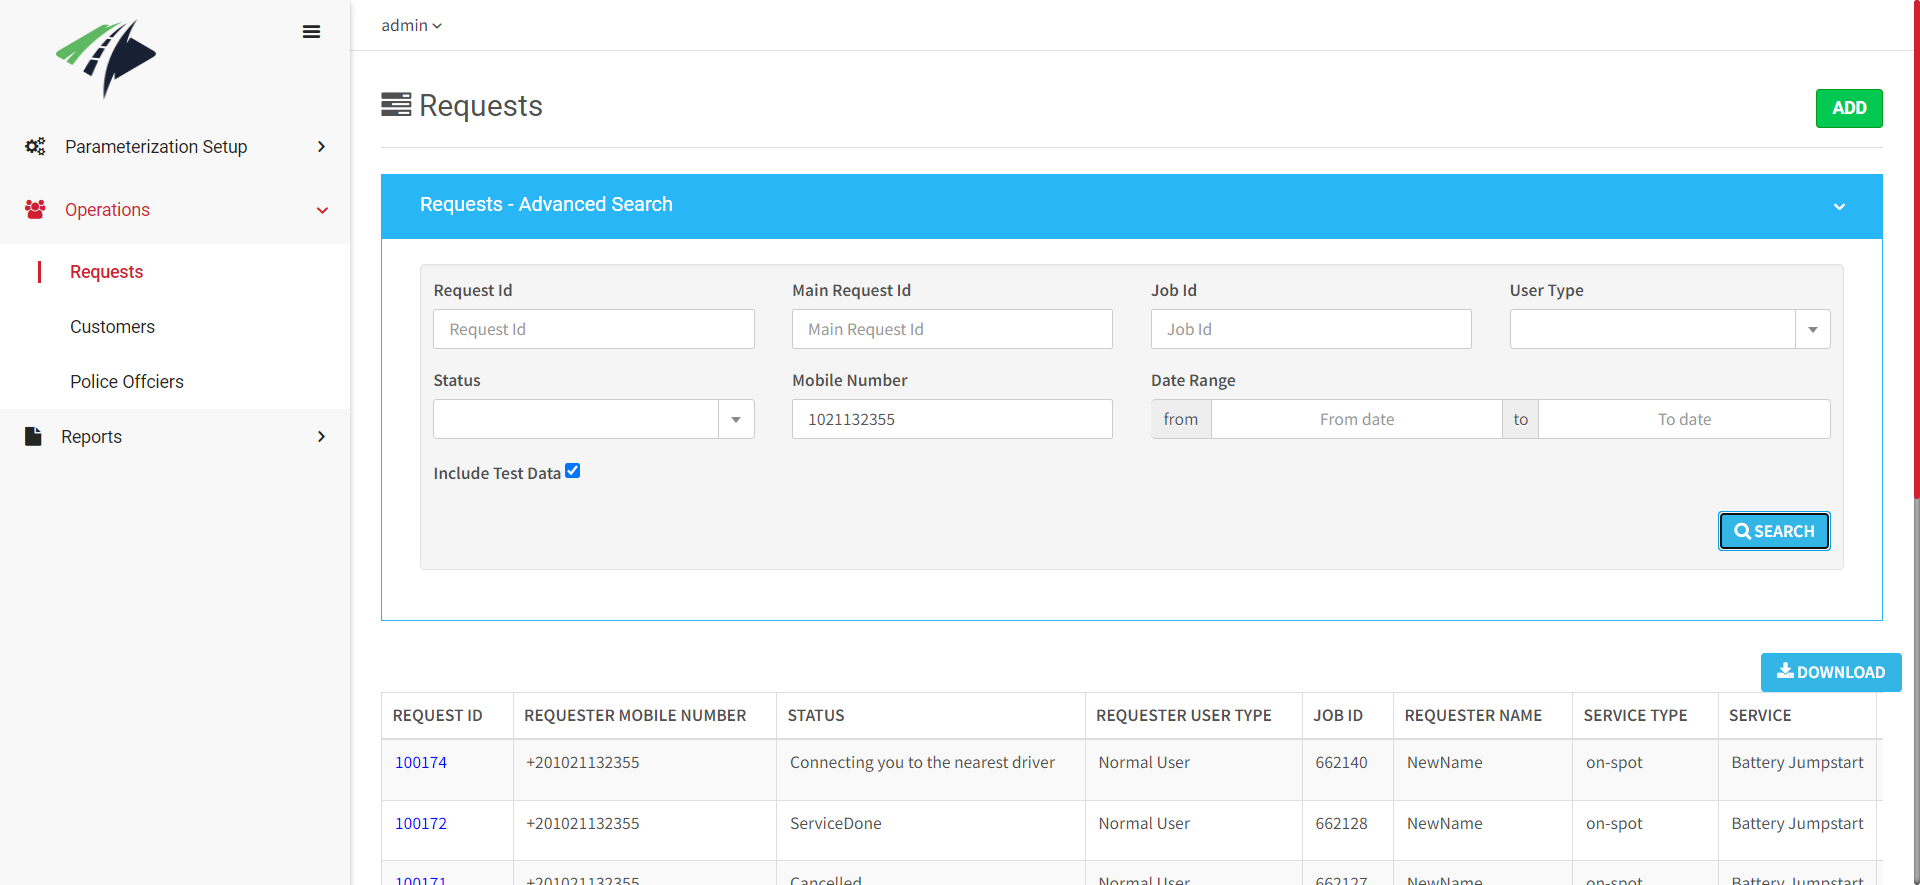 admin
Requests
ADD
Parameterization Setup
Operations
Requests
Customers
Police Offciers
Reports
Requests - Advanced Search
Request Id
Main Request Id
Job Id
User Type
Request Id
Main Request Id
Job Id
Status
Mobile Number
Date Range
1021132355
from
From date
to
To date
Include Test Data
SEARCH
DOWNLOAD
REQUEST ID REQUESTER MOBILE NUMBER STATUS REQUESTER USER TYPE JOB ID REQUESTER NAME SERVICE TYPE SERVICE
100174 +201021132355 Connecting you to the nearest driver Normal User 662140 NewName on-spot Battery Jumpstart
100172 +201021132355 ServiceDone Normal User 662128 NewName on-spot Battery Jumpstart
100171 +201021132355 Cancelled Normal User 662127 NewName on-spot Battery Jumpstart